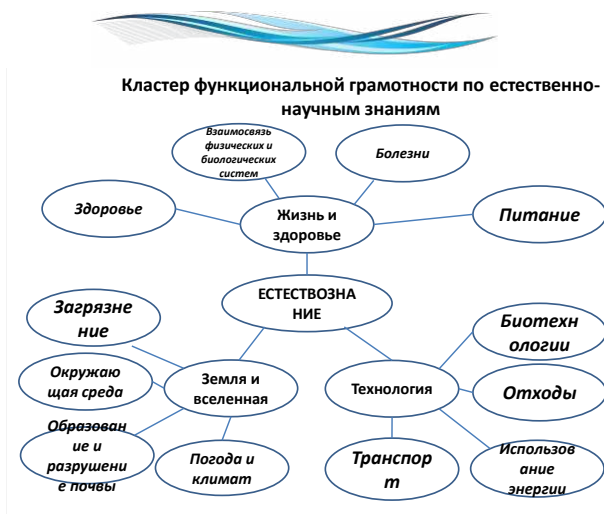 Кластер функциональной грамотности по естественно-
научным знаниям
Взаимосвязь
физических и
биологических
систем
Болезни
Здоровье
Жизнь и
здоровье
Питание
ЕСТЕСТВОЗНА
НИЕ
Загрязне
ние
Биотехн
ологии
Окружаю
щая среда
Земля и
вселенная
Технология
Отходы
Образован
ие и
разрушени
е почвы
Погода и
климат
Транспор
т
Использов
ание
энергии